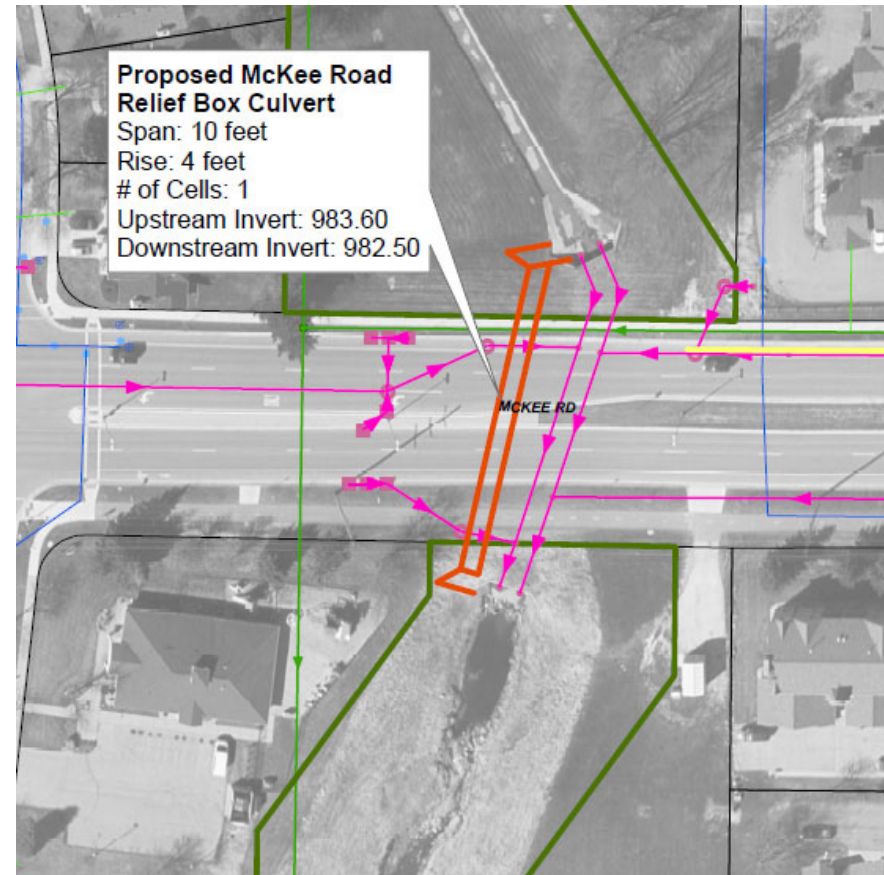 Proposed McKee Road
Relief Box Culvert
Span: 10 feet
Rise: 4 feet
# of Cells: 1
Upstream Invert: 983.60
Downstream Invert: 982.50
MCKEE RD